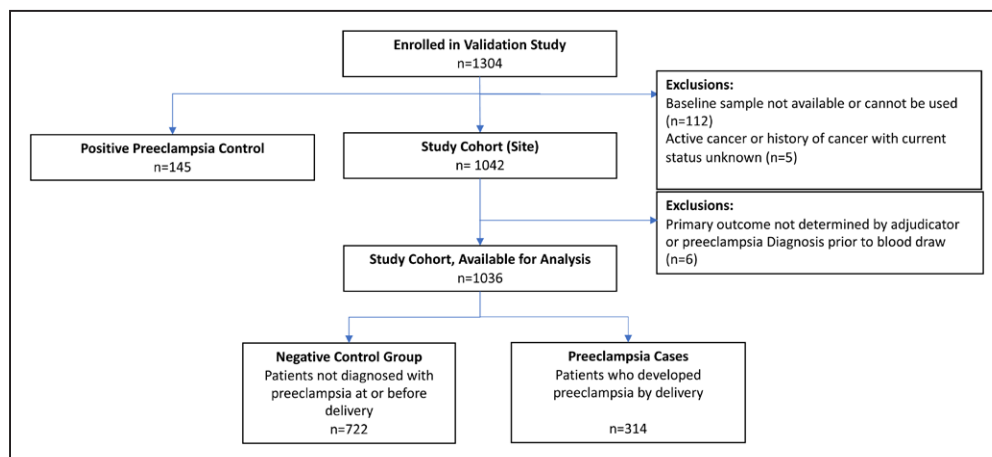 Enrolled in Validation Study
n=1304
Exclusions:
Baseline sample not available or cannot be used
(n=112)
Active cancer or history of cancer with current
status unknown (n=5)
Positive Preeclampsia Control
n=145
Study Cohort (Site)
n= 1042
Exclusions:
Primary outcome not determined by adjudicator
or preeclampsia Diagnosis prior to blood draw
(n=6)
Study Cohort, Available for Analysis
n=1036
Negative Control Group
Patients not diagnosed with
preeclampsia at or before
delivery
n=722
Preeclampsia Cases
Patients who developed
preeclampsia by delivery
n=314